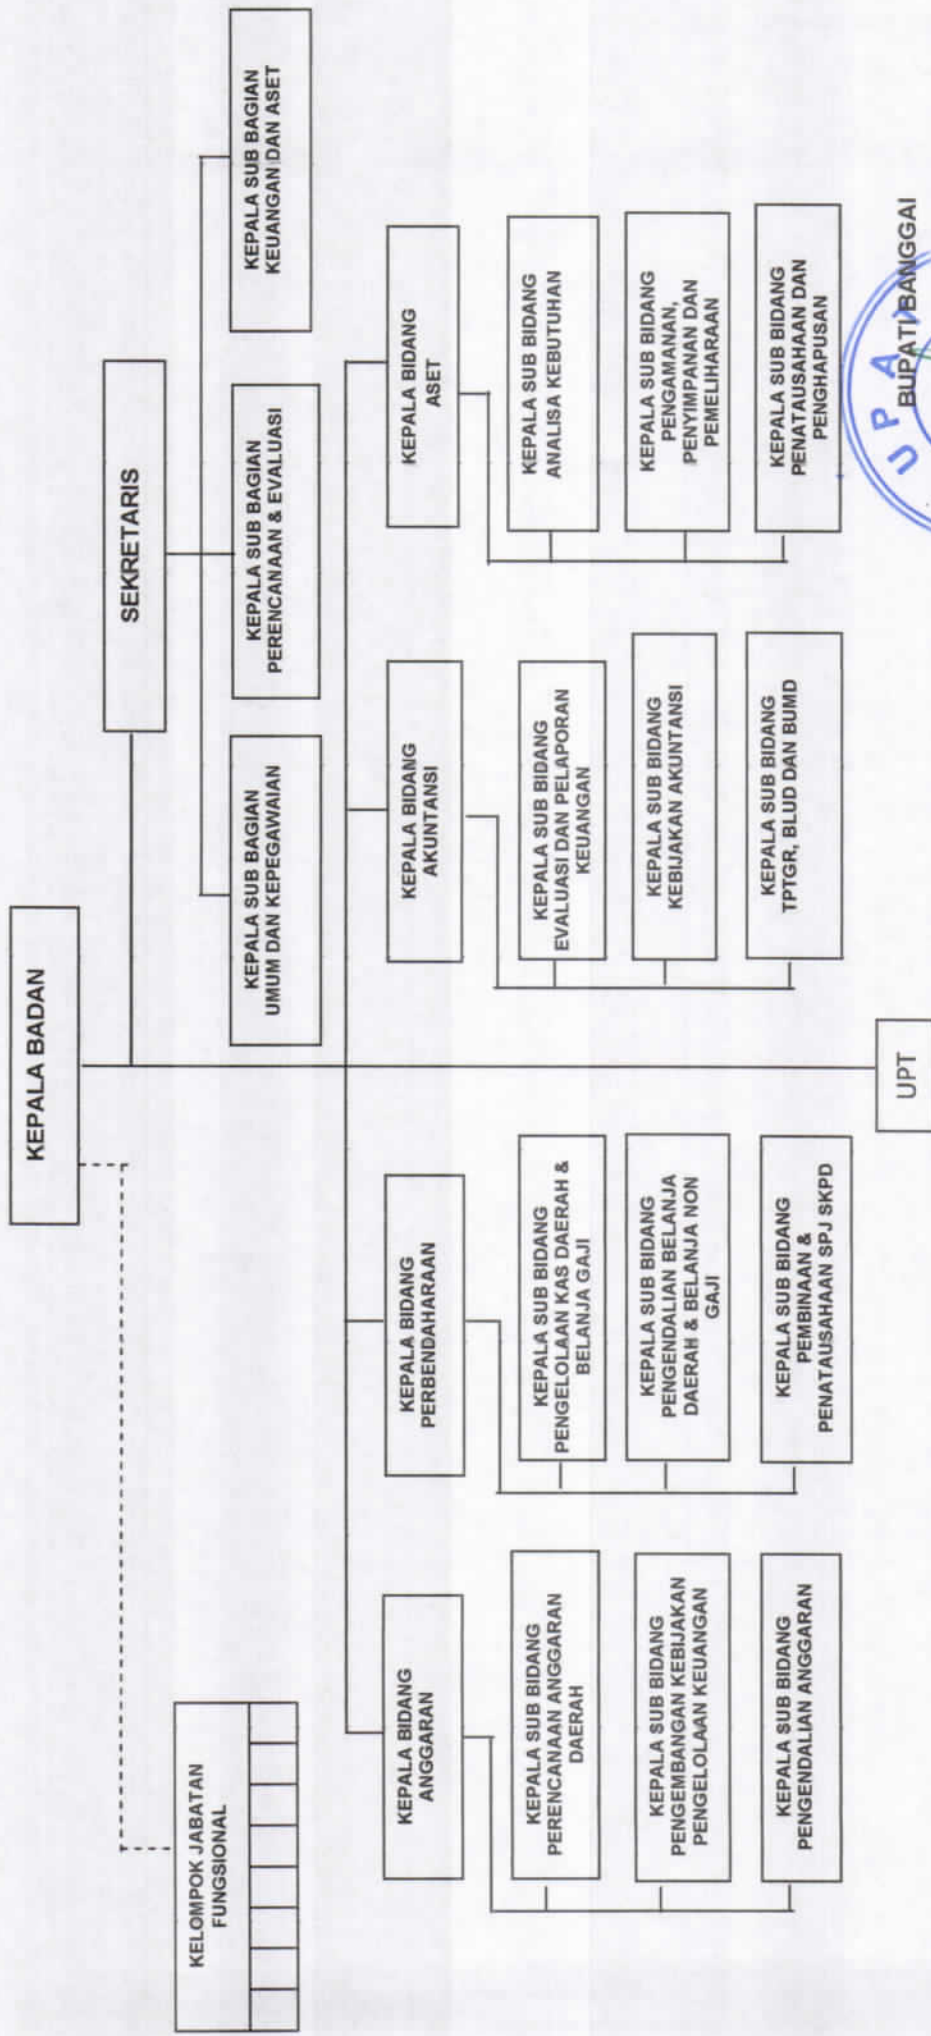 KEPALA BADAN
SEKRETARIS
KELOMPOK JABATAN
FUNGSIONAL
KEPALA SUB BAGIAN
UMUM DAN KEPEGAWAIAN
KEPALA SUB BAGIAN
PERENCANAAN & EVALUASI
KEPALA SUB BAGIAN
KEUANGAN DAN ASET
KEPALA BIDANG
ANGGARAN
KEPALA SUB BIDANG
PERENCANAAN ANGGARAN
DAERAH
KEPALA SUB BIDANG
PENGEMBANGAN KEBIJAKAN
PENGELOLAAN KEUANGAN
KEPALA SUB BIDANG
PENGENDALIAN ANGGARAN
KEPALA BIDANG
PERBENDAHARAAN
KEPALA SUB BIDANG
PENGELOLAAN KAS DAERAH &
BELANJA GAJI
KEPALA SUB BIDANG
PENGENDALIAN BELANJA
DAERAH & BELANJA NON
GAJI
KEPALA SUB BIDANG
PEMBINAAN &
PENATAUSAHAAN SPJ SKPD
KEPALA BIDANG
AKUNTANSI
KEPALA SUB BIDANG
EVALUASI DAN PELAPORAN
KEUANGAN
KEPALA SUB BIDANG
KEBIJAKAN AKUNTANSI
KEPALA SUB BIDANG
TPTGR, BLUD DAN BUMD
KEPALA BIDANG
ASET
KEPALA SUB BIDANG
ANALISA KEBUTUHAN
KEPALA SUB BIDANG
PENGAMANAN,
PENYIMPANAN DAN
PEMELIHARAAN
KEPALA SUB BIDANG
PENATAUSAHAAN DAN
PENGHAPUSAN
UPT
BUPATI BANGGAI
UPA